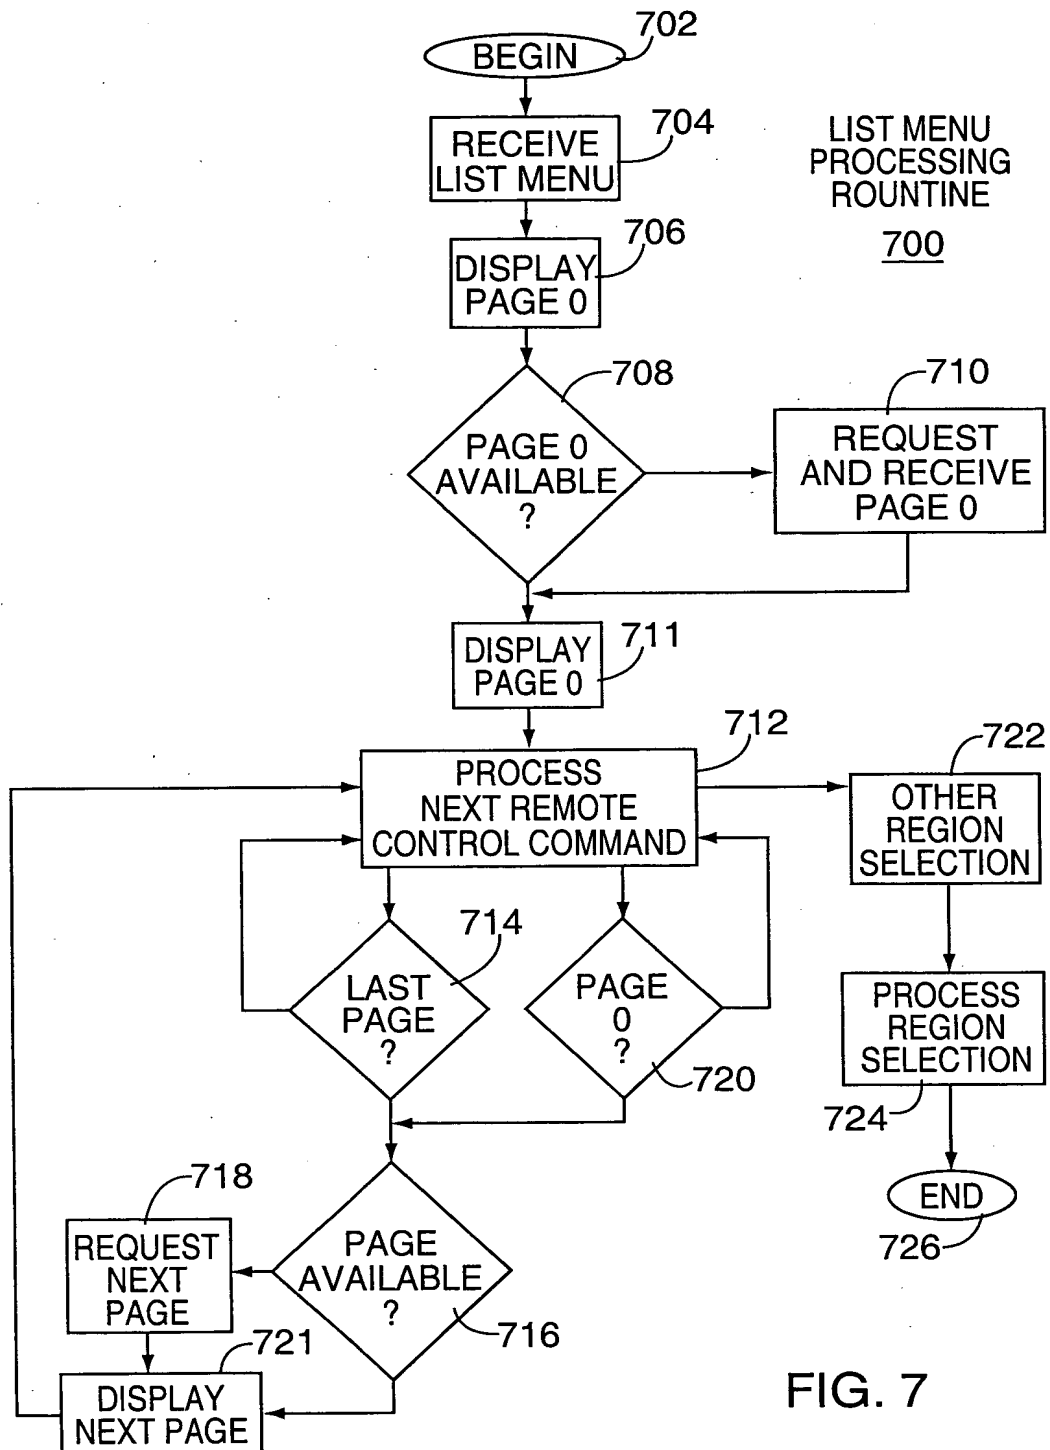 702
BEGIN
704
RECEIVE
LIST MENU
LIST MENU
PROCESSING
ROUNTINE
700
706
DISPLAY
PAGE 0
708
PAGE 0
AVAILABLE
?
710
REQUEST
AND RECEIVE
PAGE 0
711
DISPLAY
PAGE 0
712
PROCESS
NEXT REMOTE
CONTROL COMMAND
722
OTHER
REGION
SELECTION
714
LAST
PAGE
?
PAGE
0
?
720
PROCESS
REGION
SELECTION
724
718
REQUEST
NEXT
PAGE
PAGE
AVAILABLE
?
716
END
726
721
DISPLAY
NEXT PAGE
FIG. 7